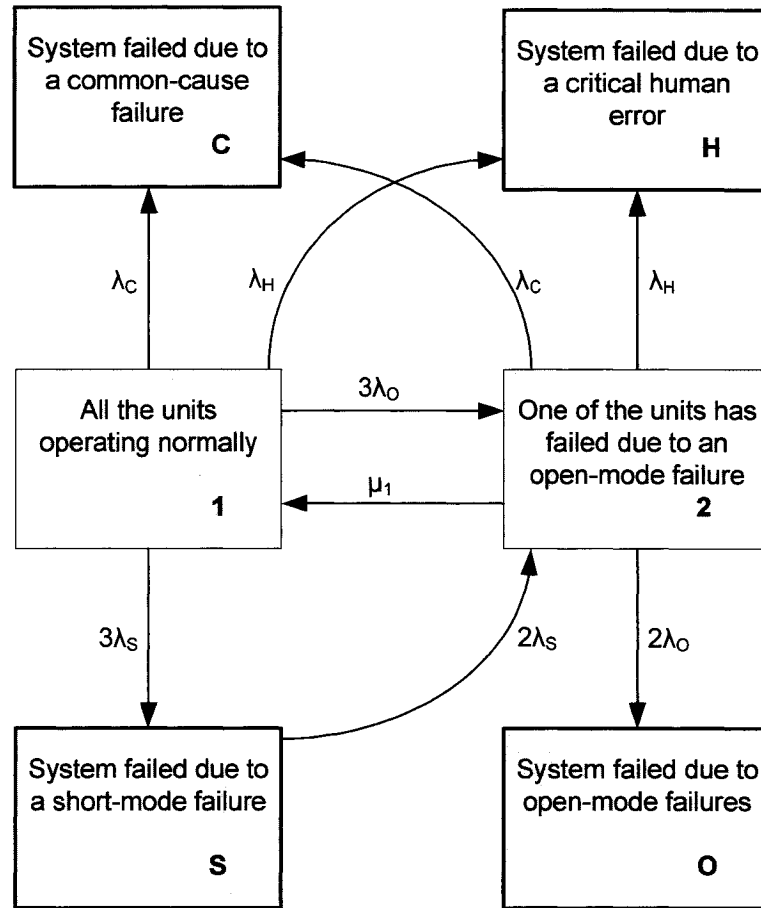 System failed due to
a common-cause
failure
C
System failed due to
a critical human
error
H
λC
λH
λC
λH
All the units
operating normally
1
3λO
μ1
One of the units has
failed due to an
open-mode failure
2
3λS
2λS
2λO
System failed due to
a short-mode failure
S
System failed due to
open-mode failures
O